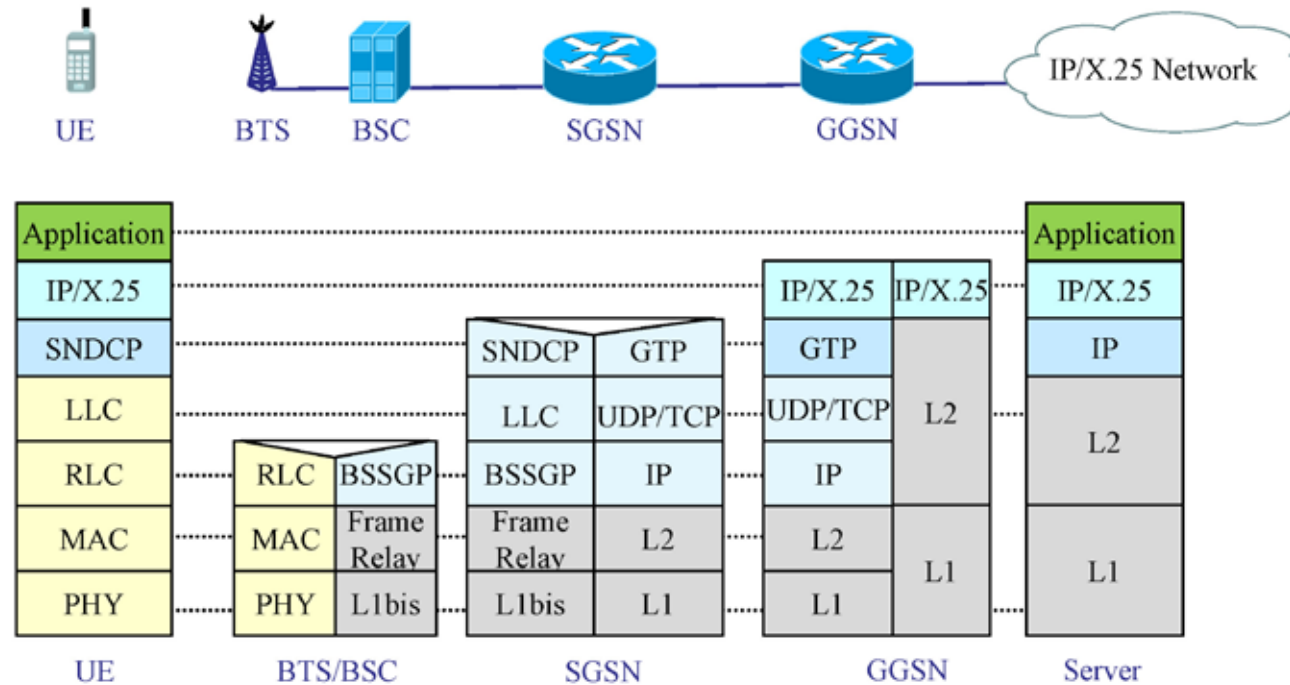 IP/X.25 Network
UE BTS BSC SGSN GGSN
Application Application
IP/X.25 IP/X.25 IP/X.25 IP/X.25
SNDCP SNDCP GTP GTP IP
LLC LLC UDP/TCP UDP/TCP L2 L2
RLC RLC BSSGP BSSGP IP IP
MAC MAC Frame Relay Frame Relay L2 L2 L1 L1
PHY PHY L1bis L1bis L1 L1
UE BTS/BSC SGSN GGSN Server